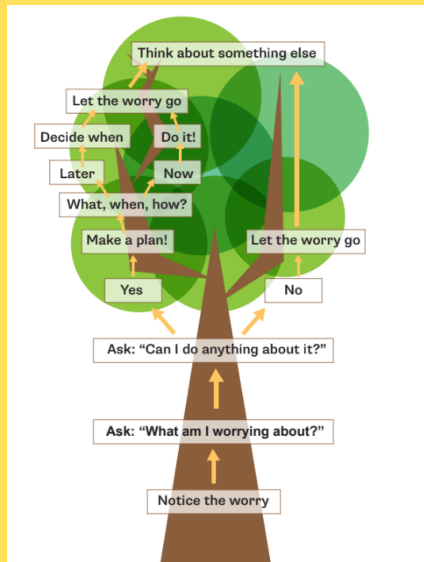 Think about something else
Let the worry go
Decide when
Do it!
Later
Now
What, when, how?
Make a plan!
Let the worry go
Yes
No
Ask: “Can I do anything about it?”
Ask: “What am I worrying about?”
Notice the worry